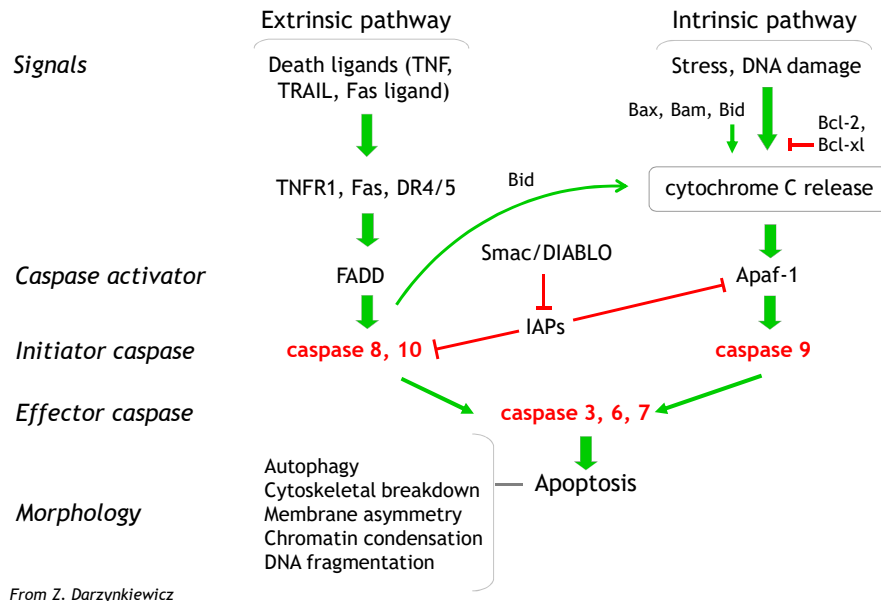 Extrinsic pathway
Intrinsic pathway
Signals
Death ligands (TNF,
TRAIL, Fas ligand)
Stress, DNA damage
Bax, Bam, Bid
Bcl-2,
Bcl-xl
TNFR1, Fas, DR4/5
Bid
cytochrome C release
Smac/DIABLO
Caspase activator
FADD
Apaf-1
IAPs
Initiator caspase
caspase 8, 10
caspase 9
Effector caspase
caspase 3, 6, 7
Morphology
Autophagy
Cytoskeletal breakdown
Membrane asymmetry
Chromatin condensation
DNA fragmentation
Apoptosis
From Z. Darzynkiewicz